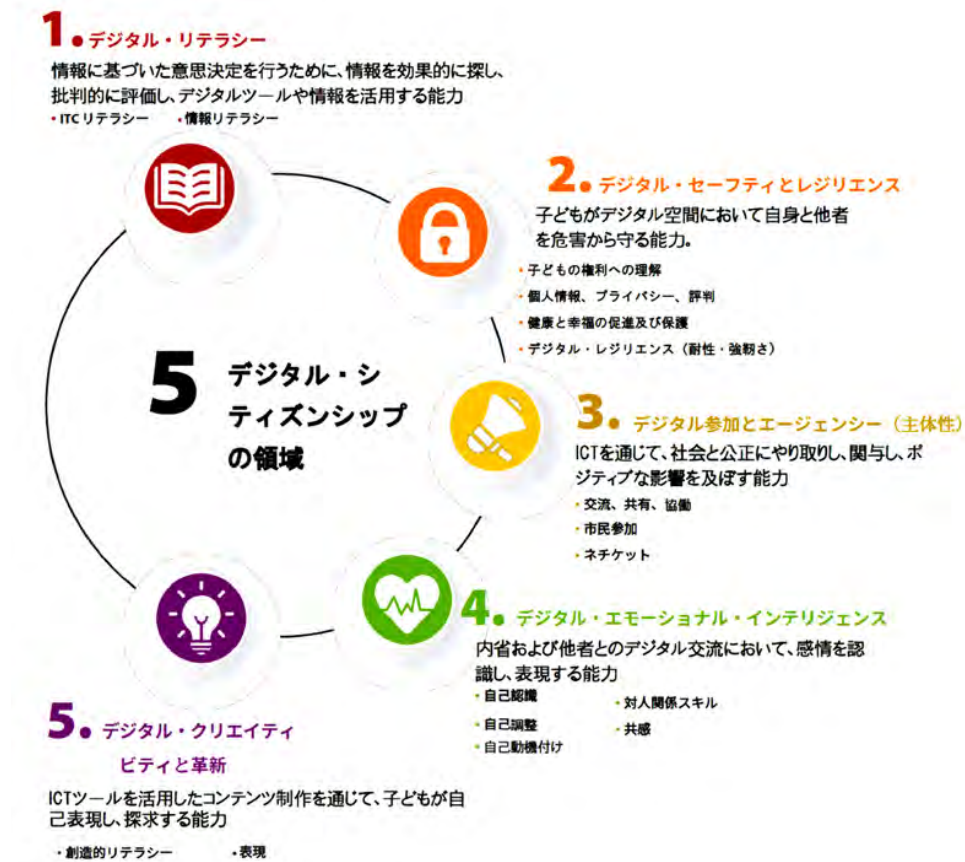 1. デジタル・リテラシー
情報に基づいた意思決定を行うために、情報を効果的に探し、
批判的に評価し、デジタルツールや情報を活用する能力
・ITC リテラシー ・情報リテラシー
2. デジタル・セーフティとレジリエンス
子どもがデジタル空間において自身と他者
を危害から守る能力。
・子どもの権利への理解
・個人情報、プライバシー、評判
・健康と幸福の促進及び保護
・デジタル・レジリエンス（耐性・強靭さ）
5 デジタル・シ
ティズンシップ
の領域
3. デジタル参加とエージェンシー（主体性）
ICTを通じて、社会と公正にやり取りし、関与し、ポ
ジティブな影響を及ぼす能力
・交流、共有、協働
・市民参加
・ネチケット
4. デジタル・エモーショナル・インテリジェンス
内省および他者とのデジタル交流において、感情を認
識し、表現する能力
・自己認識 ・対人関係スキル
・自己調整 ・共感
・自己動機付け
5. デジタル・クリエイティ
ビティと革新
ICTツールを活用したコンテンツ制作を通じて、子どもが自
己表現し、探求する能力
・創造的リテラシー ・表現